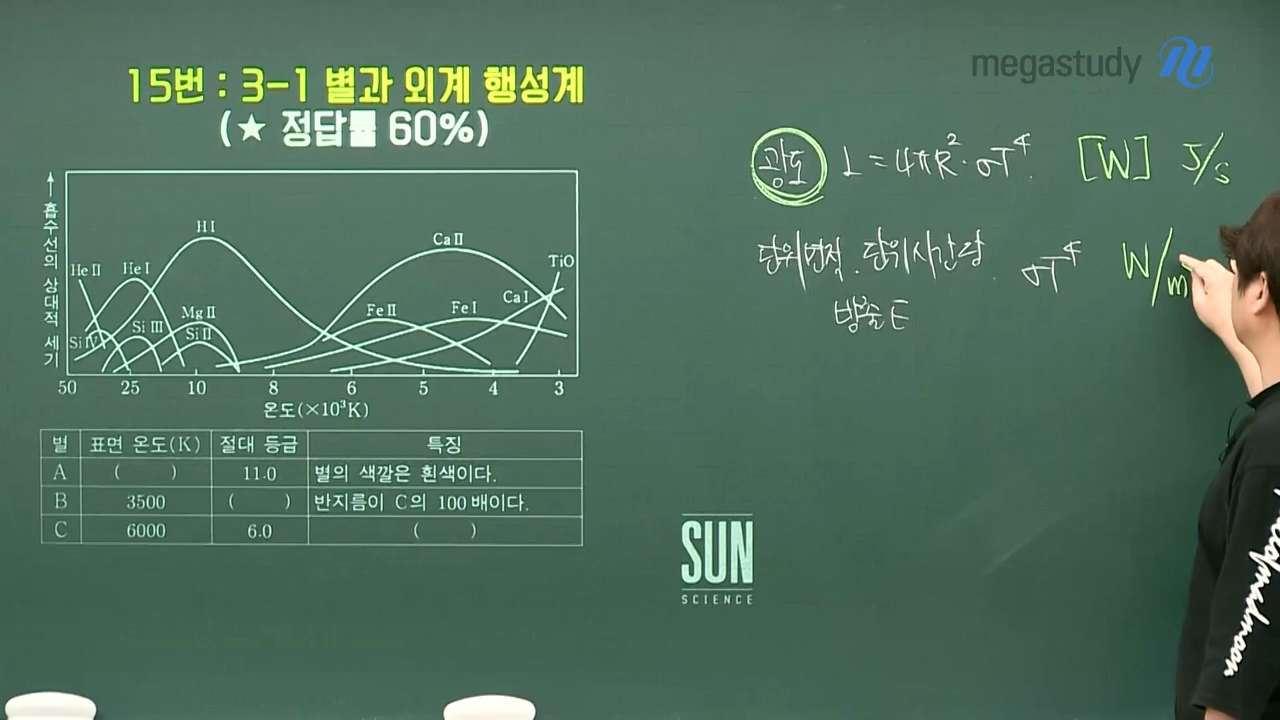 megastudy
15번 : 3-1 별과 외계 행성계
(★ 정답률 60%)
흡수선의 상대적 세기
He II
He I
H I
Ca II
TiO
Si IV
Si III
Mg II
Si II
Fe II
Fe I
Ca I
50 25 10 8 6 5 4 3
온도(×10³K)
별 표면 온도(K) 절대 등급 특징
A ( ) 11.0 별의 색깔은 흰색이다.
B 3500 ( ) 반지름이 C의 100배이다.
C 6000 6.0 ( )
광도 L = 4πR²·σT⁴ [W] J/s
단위면적. 단위시간당 σT⁴ W/m
방출 E
SUN
SCIENCE